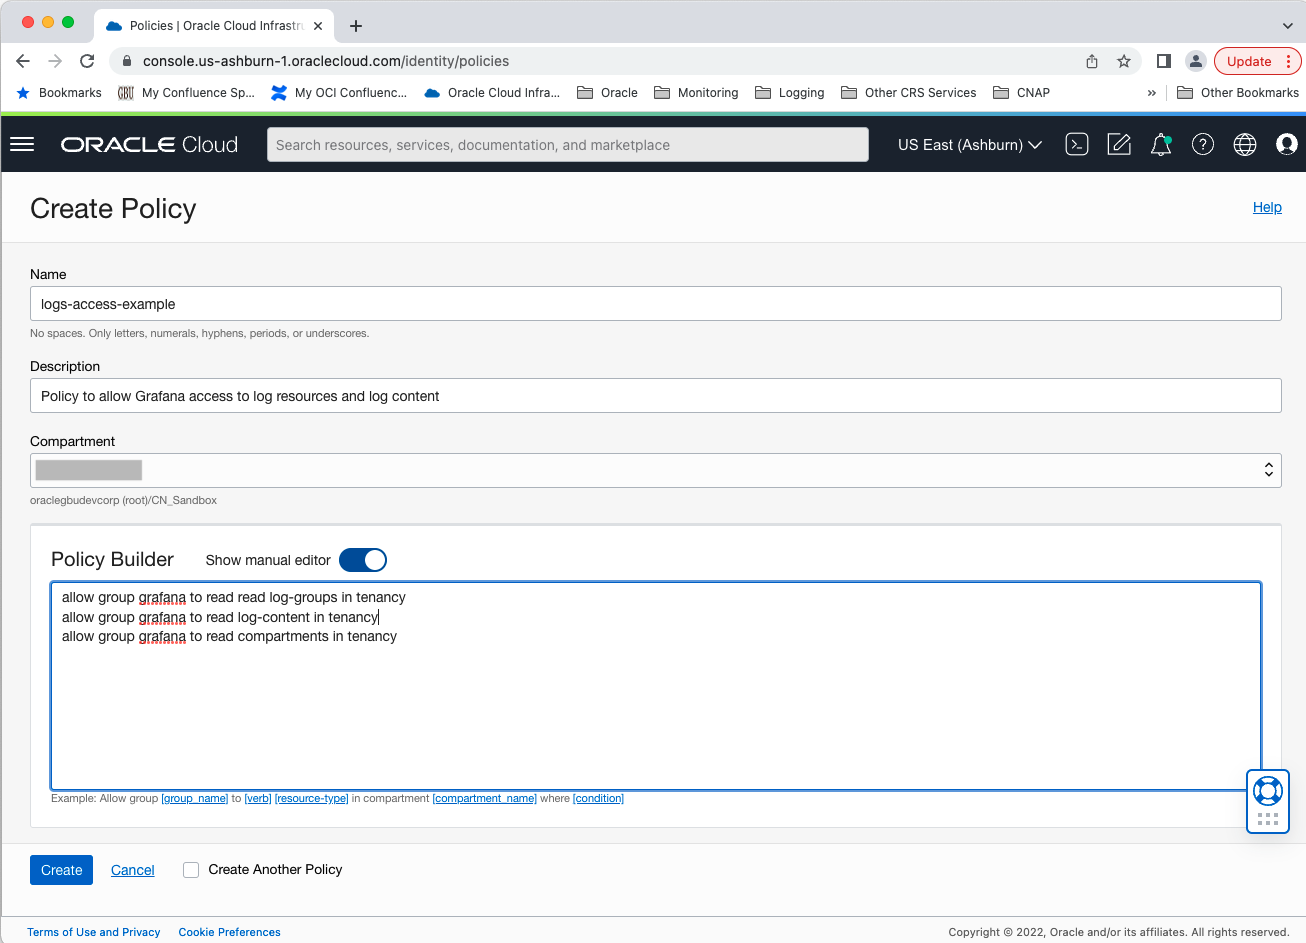 Policies | Oracle Cloud Infrastru
console.us-ashburn-1.oraclecloud.com/identity/policies
Update
Bookmarks
GBU
My Confluence Sp...
My OCI Confluenc...
Oracle Cloud Infra...
Oracle
Monitoring
Logging
Other CRS Services
CNAP
»
Other Bookmarks
ORACLE Cloud
Search resources, services, documentation, and marketplace
US East (Ashburn)
Create Policy
Help
Name
logs-access-example
No spaces. Only letters, numerals, hyphens, periods, or underscores.
Description
Policy to allow Grafana access to log resources and log content
Compartment
oraclegbudevcorp (root)/CN_Sandbox
Policy Builder
Show manual editor
allow group grafana to read read log-groups in tenancy
allow group grafana to read log-content in tenancy
allow group grafana to read compartments in tenancy
Example: Allow group [group_name] to [verb] [resource-type] in compartment [compartment_name] where [condition]
Create
Cancel
Create Another Policy
Terms of Use and Privacy
Cookie Preferences
Copyright © 2022, Oracle and/or its affiliates. All rights reserved.